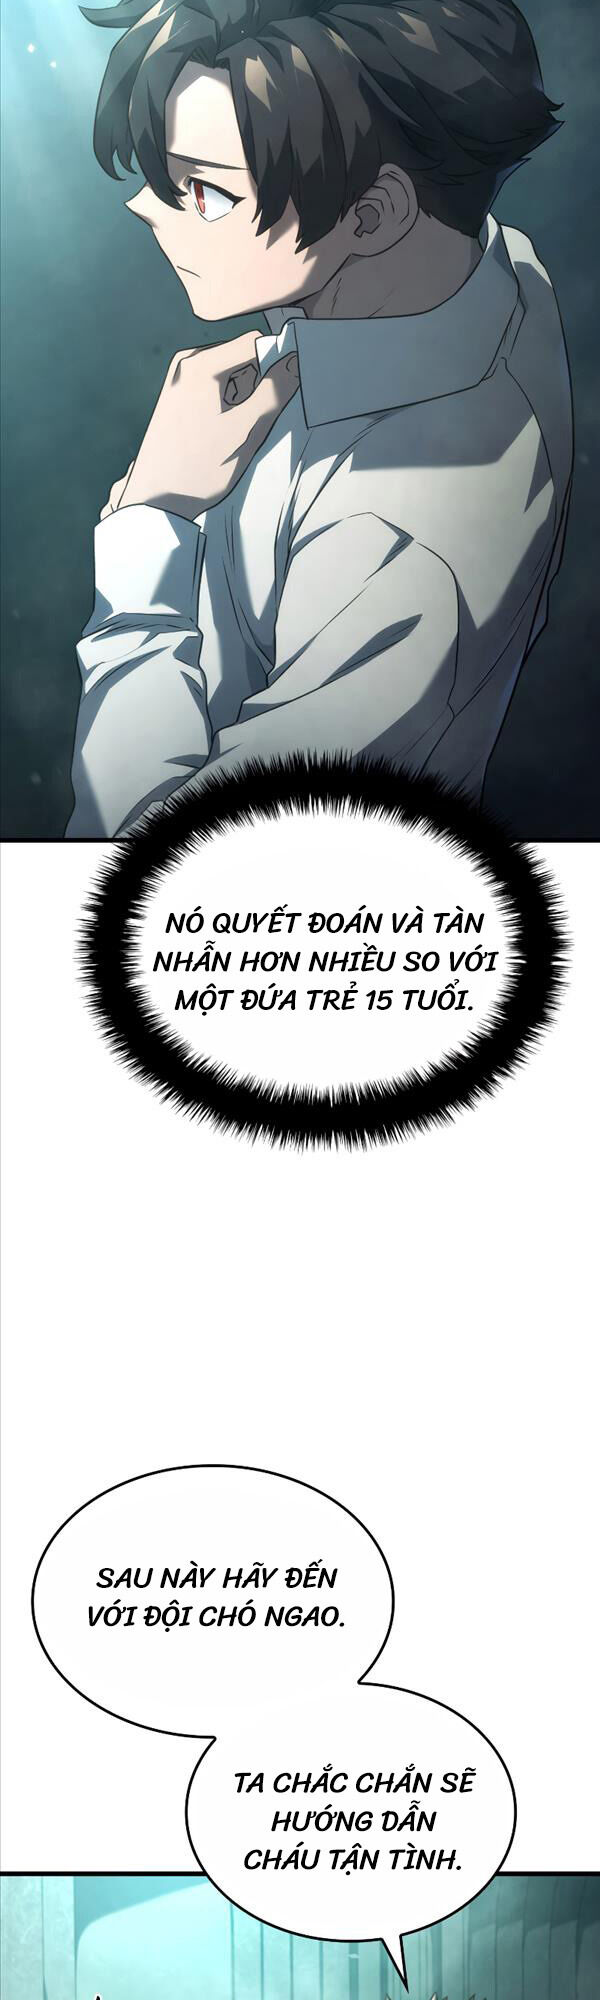 NÓ QUYẾT ĐOÁN VÀ TÀN
NHẪN HƠN NHIỀU SO VỚI
MỘT ĐỨA TRẺ 15 TUỔI.
SAU NÀY HÃY ĐẾN
VỚI ĐỘI CHÓ NGAO.
TA CHẮC CHẮN SẼ
HƯỚNG DẪN
CHÁU TẬN TÌNH.